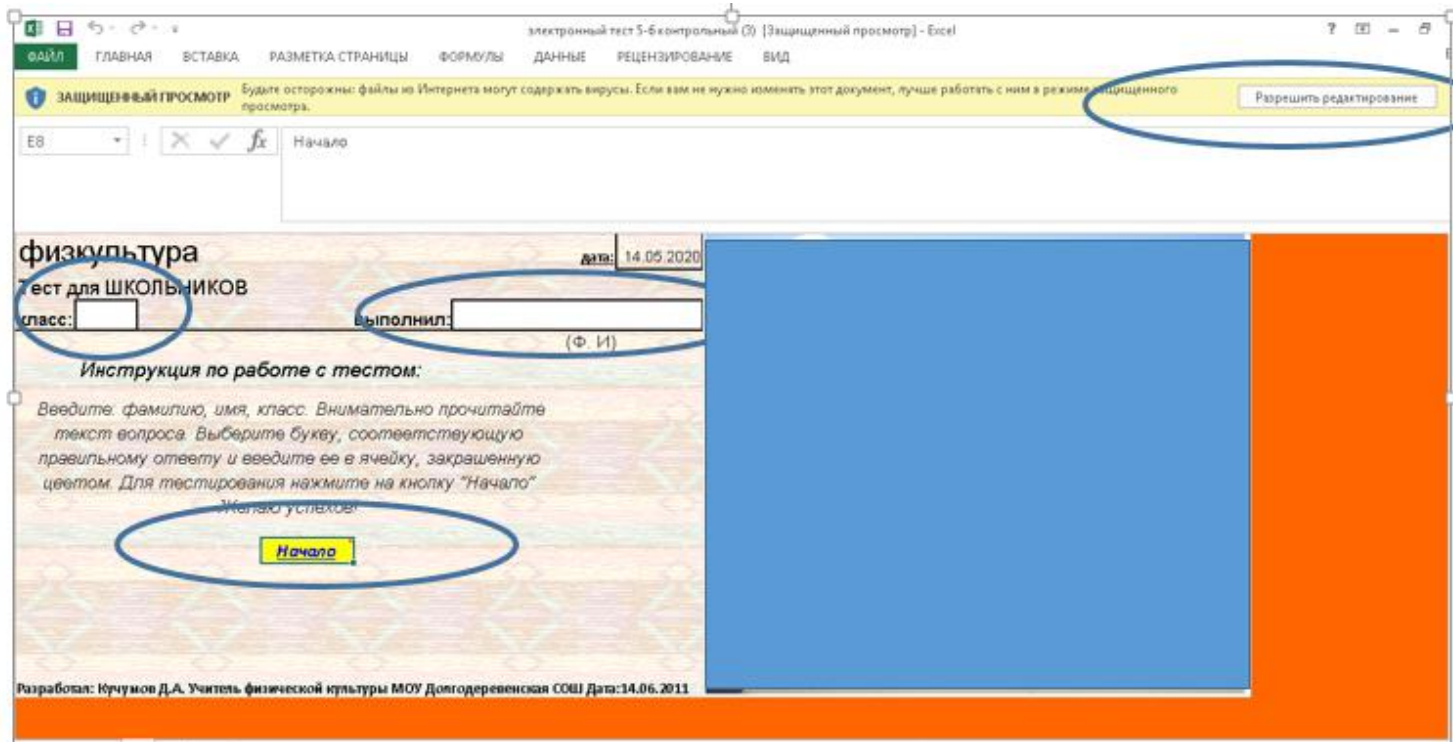 электронный тест 5-6 контрольный (3) [Защищенный просмотр] - Excel
ФАЙЛ ГЛАВНАЯ ВСТАВКА РАЗМЕТКА СТРАНИЦЫ ФОРМУЛЫ ДАННЫЕ РЕЦЕНЗИРОВАНИЕ ВИД
ЗАЩИЩЕННЫЙ ПРОСМОТР Будьте осторожны: файлы из Интернета могут содержать вирусы. Если вам не нужно изменять этот документ, лучше работать с ним в режиме защищенного просмотра. Разрешить редактирование
E8 fx Начало
физкультура
дата: 14.05.2020
Тест для ШКОЛЬНИКОВ
класс: выполнил:
(Ф. И)
Инструкция по работе с тестом:
Введите: фамилию, имя, класс. Внимательно прочитайте
текст вопроса. Выберите букву, соответствующую
правильному ответу и введите ее в ячейку, закрашенную
цветом. Для тестирования нажмите на кнопку "Начало"
Желаю успехов!
Начало
Разработал: Кучумов Д.А. Учитель физической культуры МОУ Долгодеревенская СОШ Дата:14.06.2011